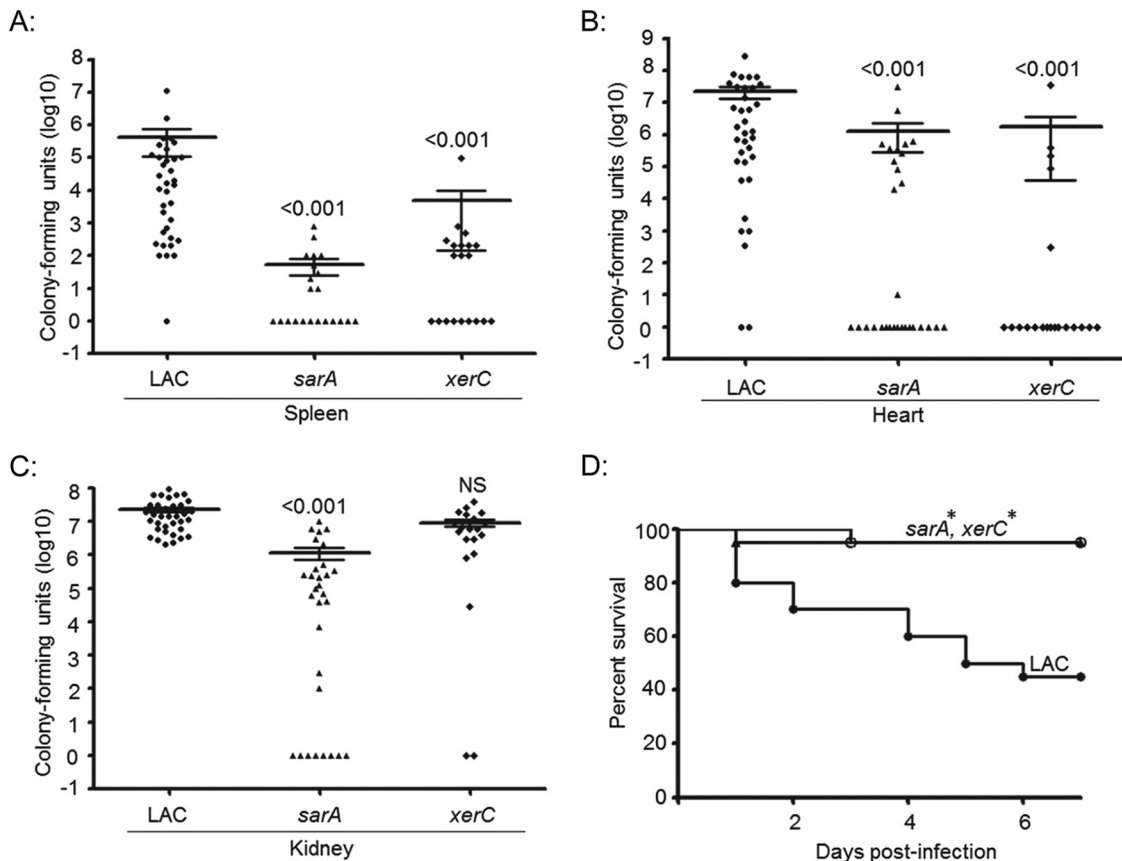 A:
Colony-forming units (log10)
8
7
6
5
4
3
2
1
0
-1
<0.001
<0.001
LAC
sarA
xerC
Spleen
B:
Colony-forming units (log10)
9
8
7
6
5
4
3
2
1
0
-1
<0.001
<0.001
LAC
sarA
xerC
Heart
C:
Colony-forming units (log10)
8
7
6
5
4
3
2
1
0
-1
<0.001
NS
LAC
sarA
xerC
Kidney
D:
Percent survival
100
80
60
40
20
0
sarA*, xerC*
LAC
2
4
6
Days post-infection